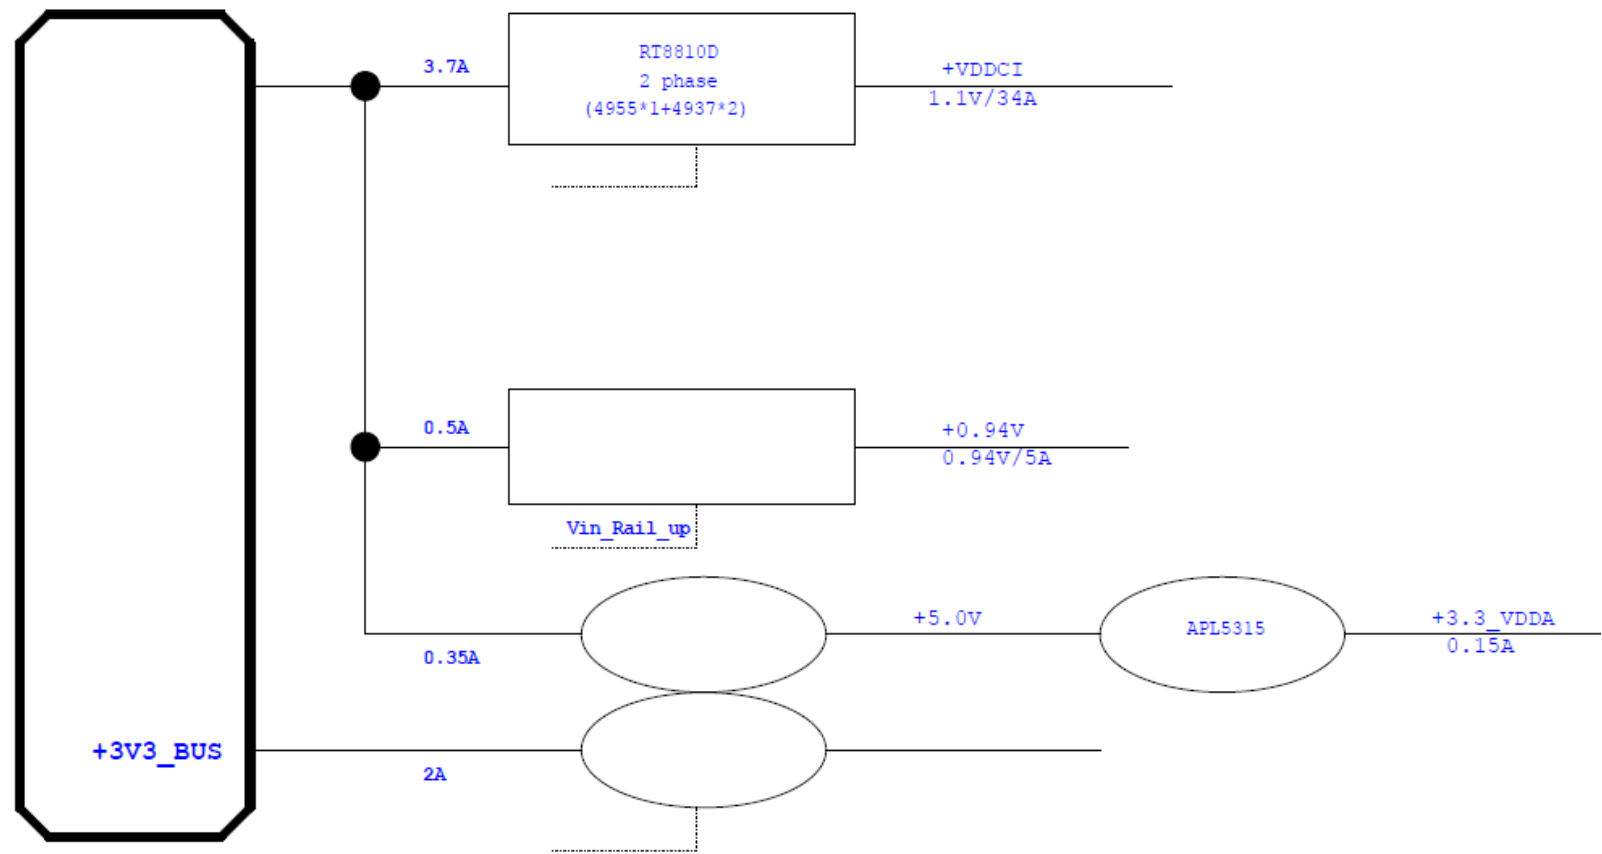 3.7A
RT8810D
2 phase
(4955*1+4937*2)
+VDDCI
1.1V/34A
0.5A
+0.94V
0.94V/5A
Vin_Rail_up
0.35A
+5.0V
APL5315
+3.3_VDDA
0.15A
+3V3_BUS
2A